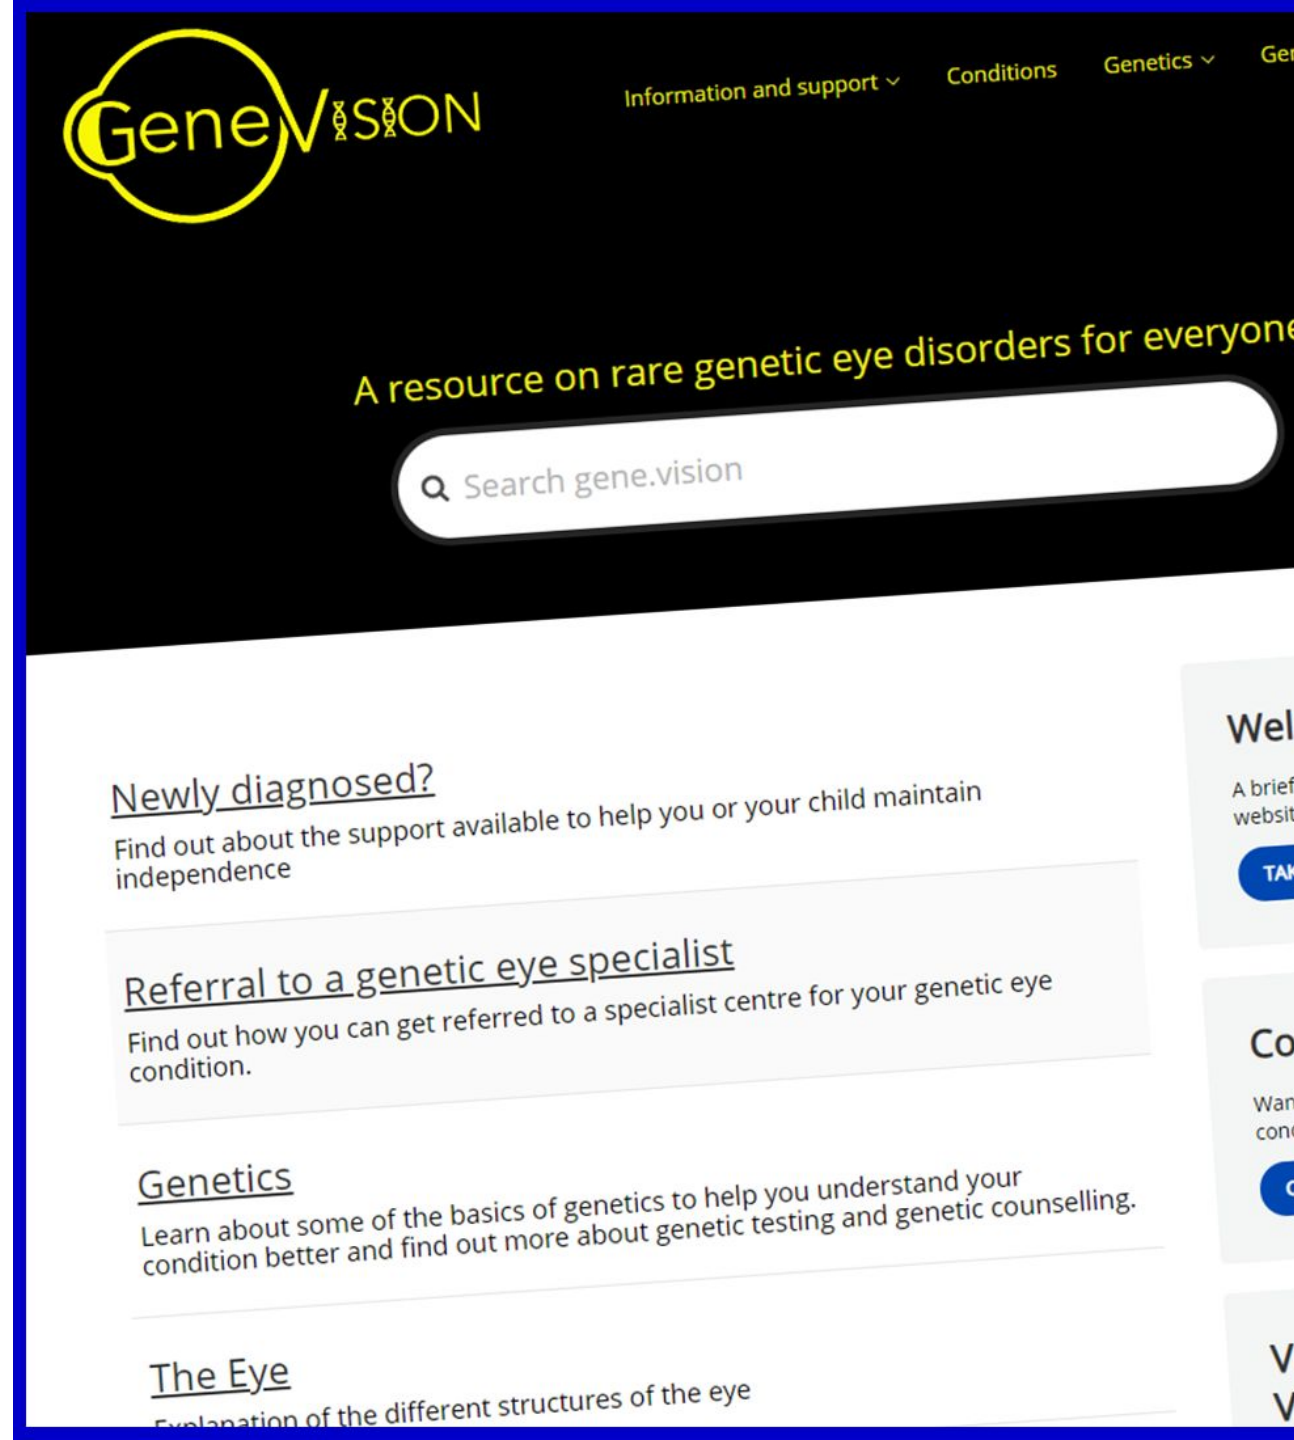 GeneVISION
Information and support
Conditions
Genetics
A resource on rare genetic eye disorders for everyone
Search gene.vision
Newly diagnosed?
Find out about the support available to help you or your child maintain
independence
Referral to a genetic eye specialist
Find out how you can get referred to a specialist centre for your genetic eye
condition.
Genetics
Learn about some of the basics of genetics to help you understand your
condition better and find out more about genetic testing and genetic counselling.
The Eye
Explanation of the different structures of the eye
A brief